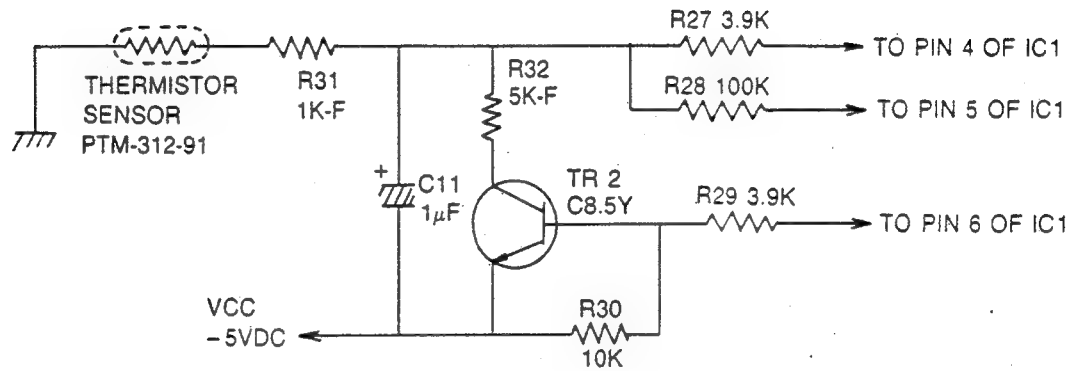 R27 3.9K
TO PIN 4 OF IC1
R31
1K-F
R32
5K-F
R28 100K
TO PIN 5 OF IC1
THERMISTOR
SENSOR
PTM-312-91
+
C11
1µF
TR 2
C8.5Y
R29 3.9K
TO PIN 6 OF IC1
VCC
-5VDC
R30
10K